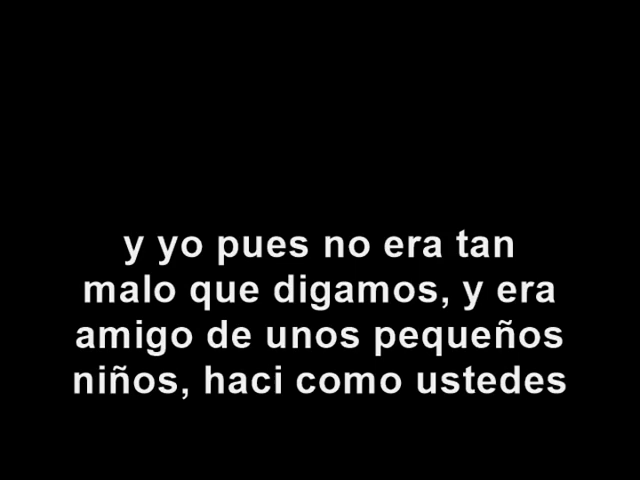 y yo pues no era tan
malo que digamos, y era
amigo de unos pequeños
niños, haci como ustedes